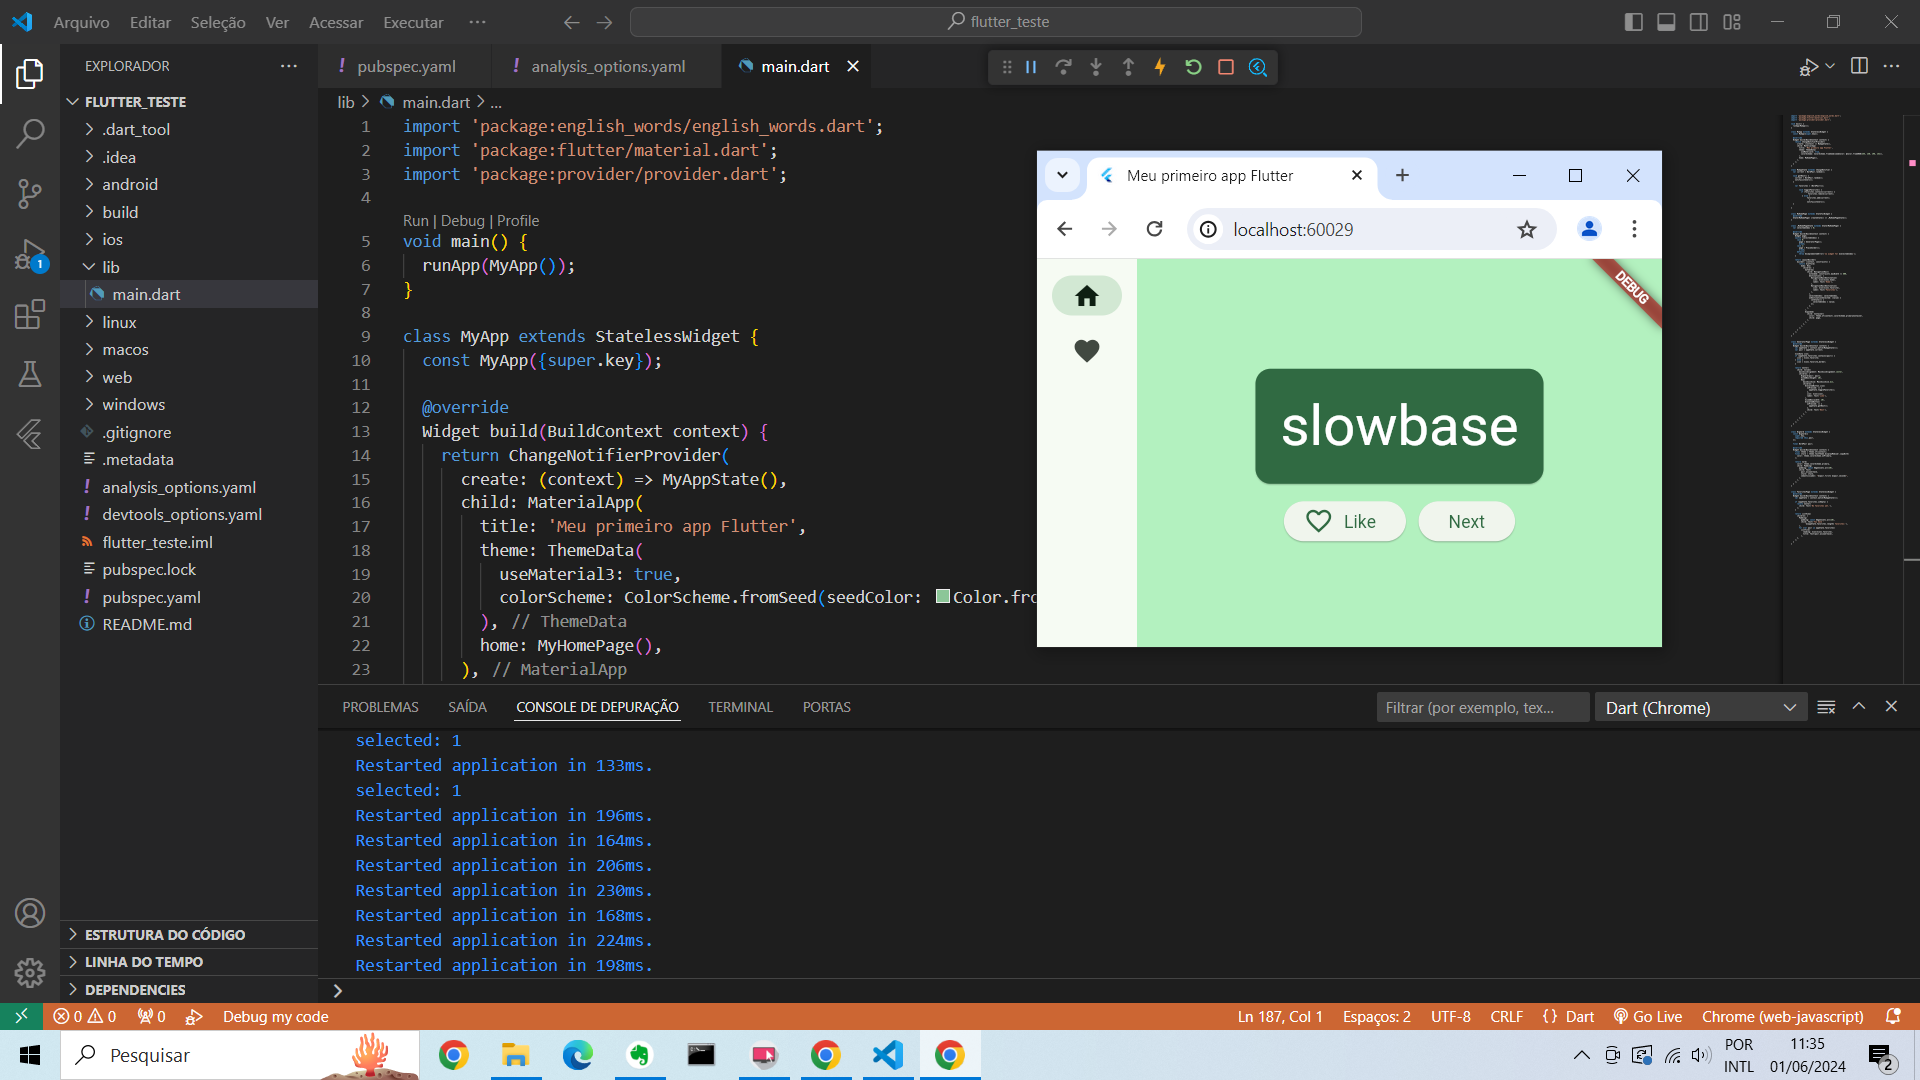 Arquivo Editar Seleção Ver Acessar Executar ··· flutter_teste
EXPLORADOR ···
FLUTTER_TESTE
.dart_tool
.idea
android
build
ios
lib
main.dart
linux
macos
web
windows
.gitignore
.metadata
analysis_options.yaml
devtools_options.yaml
flutter_teste.iml
pubspec.lock
pubspec.yaml
README.md
ESTRUTURA DO CÓDIGO
LINHA DO TEMPO
DEPENDENCIES
1
pubspec.yaml analysis_options.yaml main.dart
lib > main.dart > ...
1 import 'package:english_words/english_words.dart';
2 import 'package:flutter/material.dart';
3 import 'package:provider/provider.dart';
4
Run | Debug | Profile
5 void main() {
6 runApp(MyApp());
7 }
8
9 class MyApp extends StatelessWidget {
10 const MyApp({super.key});
11
12 @override
13 Widget build(BuildContext context) {
14 return ChangeNotifierProvider(
15 create: (context) => MyAppState(),
16 child: MaterialApp(
17 title: 'Meu primeiro app Flutter',
18 theme: ThemeData(
19 useMaterial3: true,
20 colorScheme: ColorScheme.fromSeed(seedColor: Color.fro
21 ), // ThemeData
22 home: MyHomePage(),
23 ), // MaterialApp
Meu primeiro app Flutter
localhost:60029
DEBUG
slowbase
Like Next
PROBLEMAS SAÍDA CONSOLE DE DEPURAÇÃO TERMINAL PORTAS Filtrar (por exemplo, tex... Dart (Chrome)
selected: 1
Restarted application in 133ms.
selected: 1
Restarted application in 196ms.
Restarted application in 164ms.
Restarted application in 206ms.
Restarted application in 230ms.
Restarted application in 168ms.
Restarted application in 224ms.
Restarted application in 198ms.
0 0 0 Debug my code Ln 187, Col 1 Espaços: 2 UTF-8 CRLF {} Dart Go Live Chrome (web-javascript)
Pesquisar
POR
INTL
11:35
01/06/2024
2